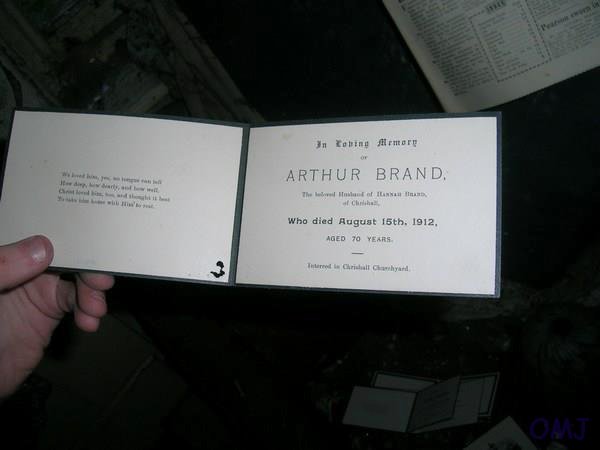 We loved him, yes, no tongue can tell
How deep, how dearly, and how well.
Christ loved him, too, and thought it best
To take him home with Him to rest.
In Loving Memory
OF
ARTHUR BRAND,
The beloved Husband of HANNAH BRAND,
of Chrishall,
Who died August 15th, 1912,
AGED 70 YEARS.
Interred in Chrishall Churchyard.
Pearson sworn in
OMJ